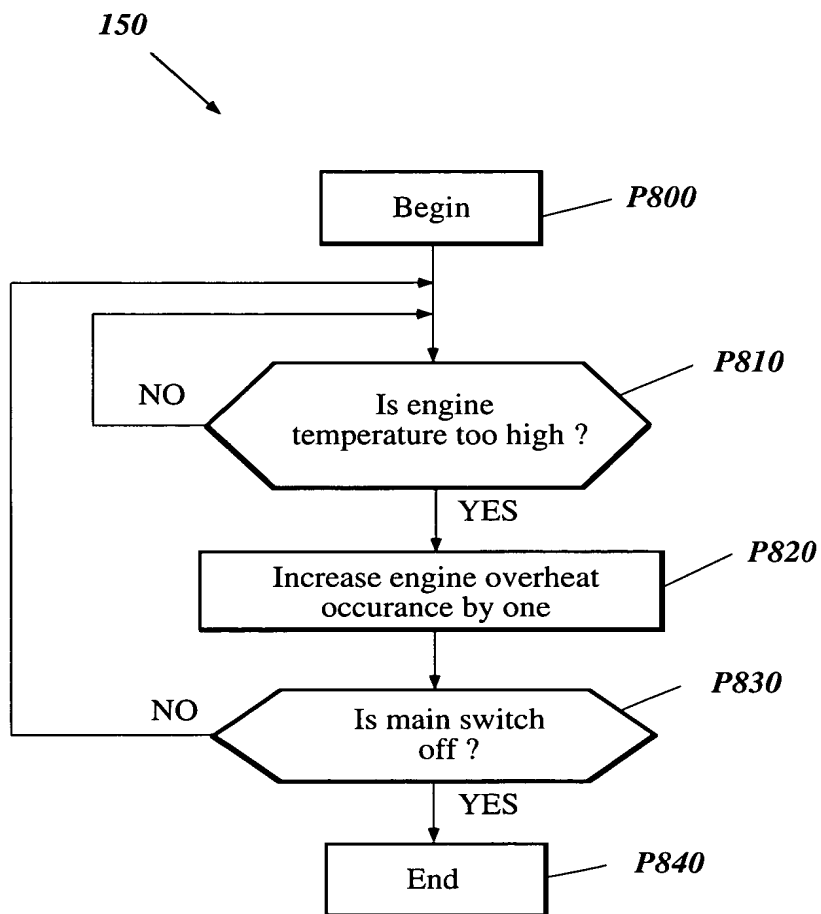 150
Begin
P800
P810
NO
Is engine
temperature too high ?
YES
P820
Increase engine overheat
occurance by one
P830
NO
Is main switch
off ?
YES
End
P840